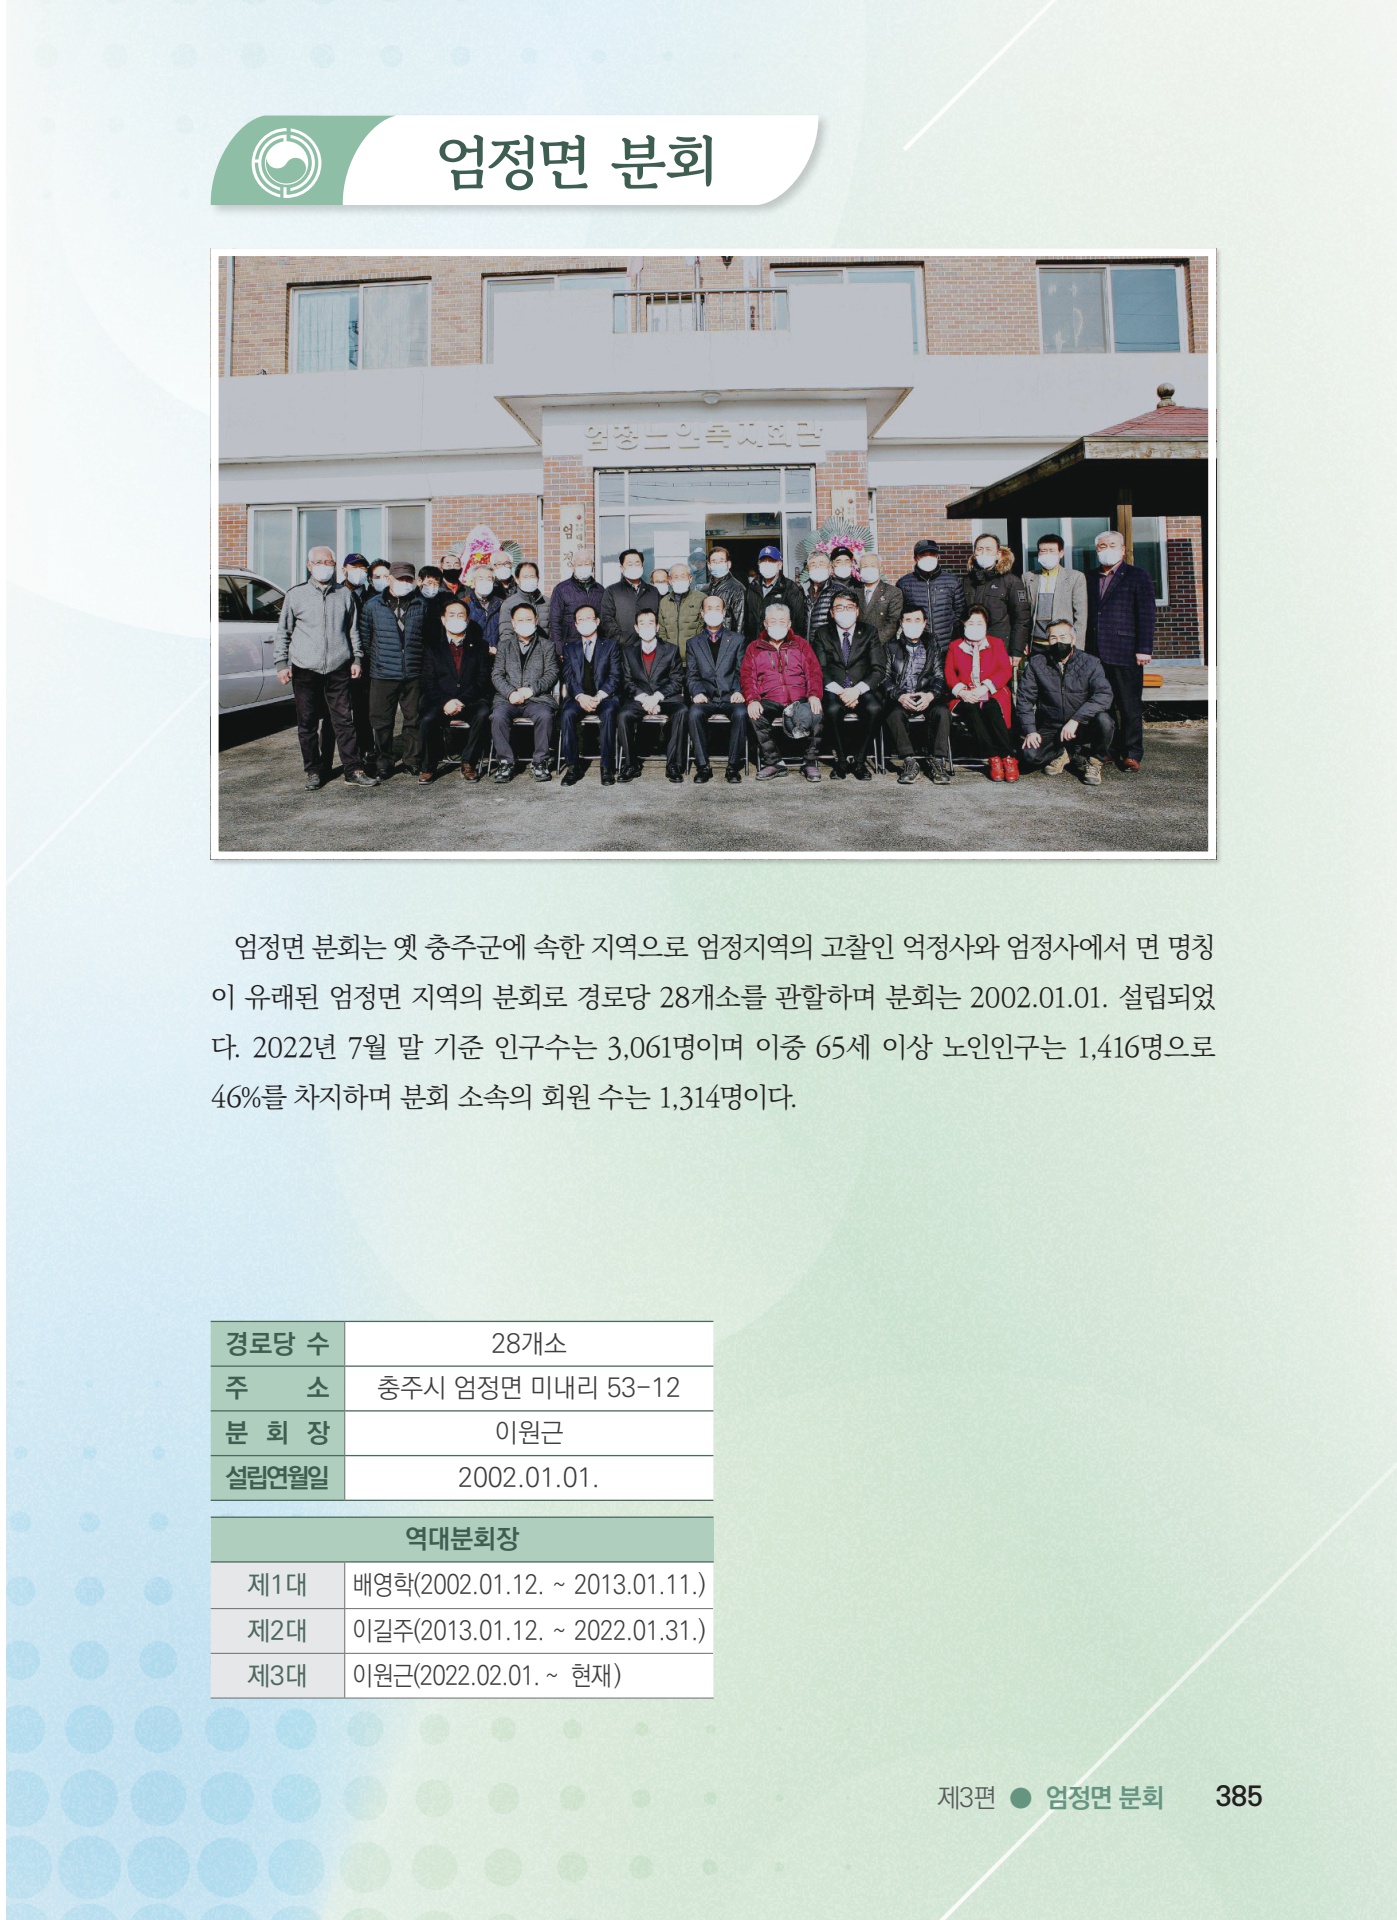 엄정면 분회
엄정노인복지회관
엄정
엄
엄정면 분회는 옛 충주군에 속한 지역으로 엄정지역의 고찰인 억정사와 엄정사에서 면 명칭
이 유래된 엄정면 지역의 분회로 경로당 28개소를 관할하며 분회는 2002.01.01. 설립되었
다. 2022년 7월 말 기준 인구수는 3,061명이며 이중 65세 이상 노인인구는 1,416명으로
46%를 차지하며 분회 소속의 회원 수는 1,314명이다.
경로당 수 28개소
주 소 충주시 엄정면 미내리 53-12
분 회 장 이원근
설립연월일 2002.01.01.
역대분회장
제1대 배영학(2002.01.12. ~ 2013.01.11.)
제2대 이길주(2013.01.12. ~ 2022.01.31.)
제3대 이원근(2022.02.01. ~ 현재)
제3편 ● 엄정면 분회 385